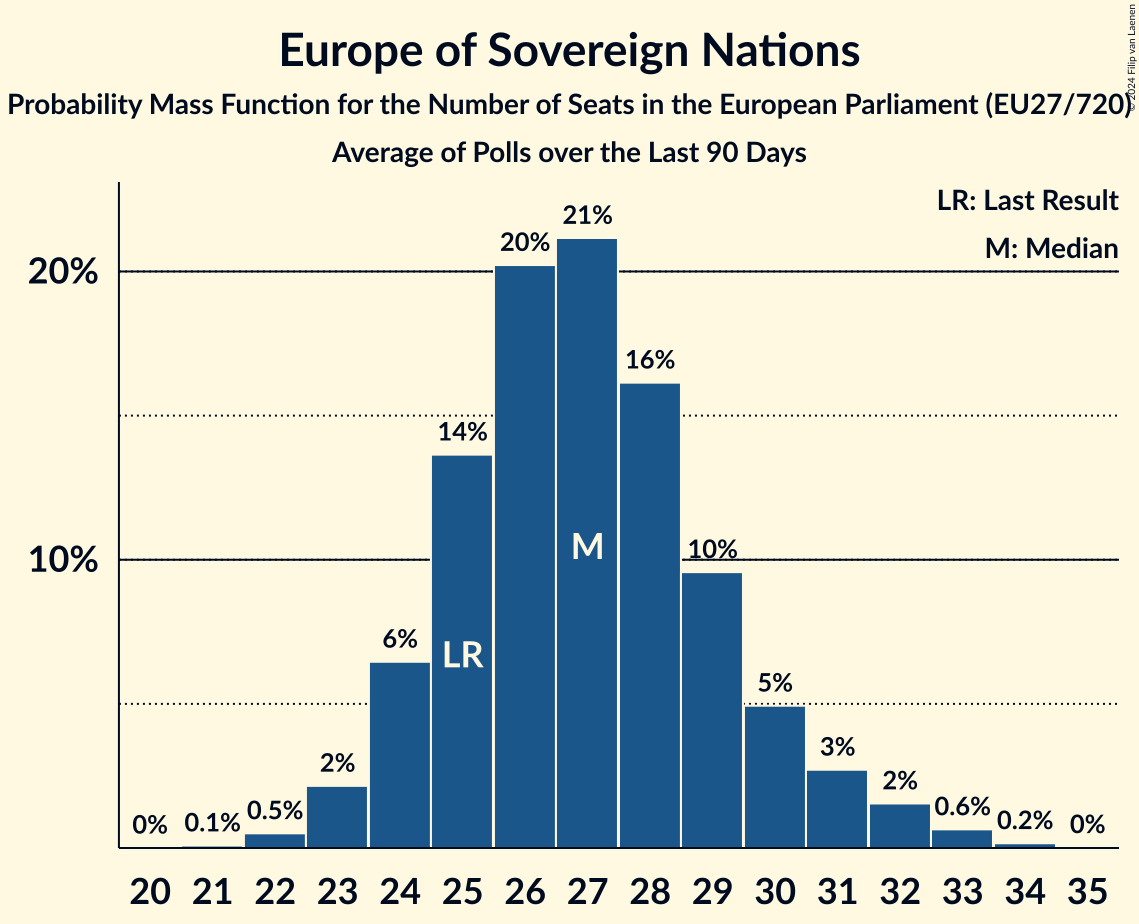 Europe of Sovereign Nations
Probability Mass Function for the Number of Seats in the European Parliament (EU27/720)
Average of Polls over the Last 90 Days
© 2024 Filip van Laenen
LR: Last Result
M: Median
20%
10%
0%
0.1%
0.5%
2%
6%
14%
20%
21%
16%
10%
5%
3%
2%
0.6%
0.2%
0%
LR
M
20 21 22 23 24 25 26 27 28 29 30 31 32 33 34 35